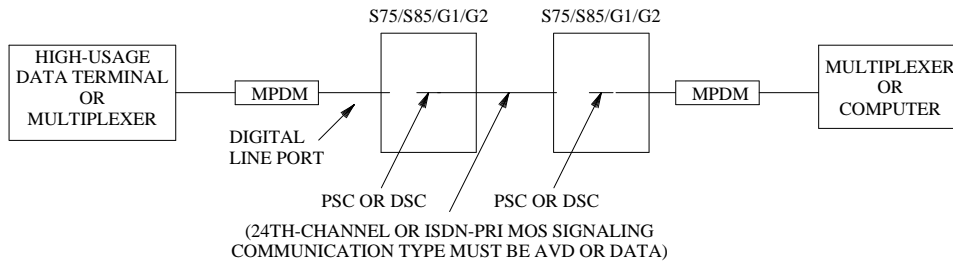 S75/S85/G1/G2
S75/S85/G1/G2
HIGH-USAGE
DATA TERMINAL
OR
MULTIPLEXER
MPDM
MPDM
MULTIPLEXER
OR
COMPUTER
DIGITAL
LINE PORT
PSC OR DSC
PSC OR DSC
(24TH-CHANNEL OR ISDN-PRI MOS SIGNALING
COMMUNICATION TYPE MUST BE AVD OR DATA)